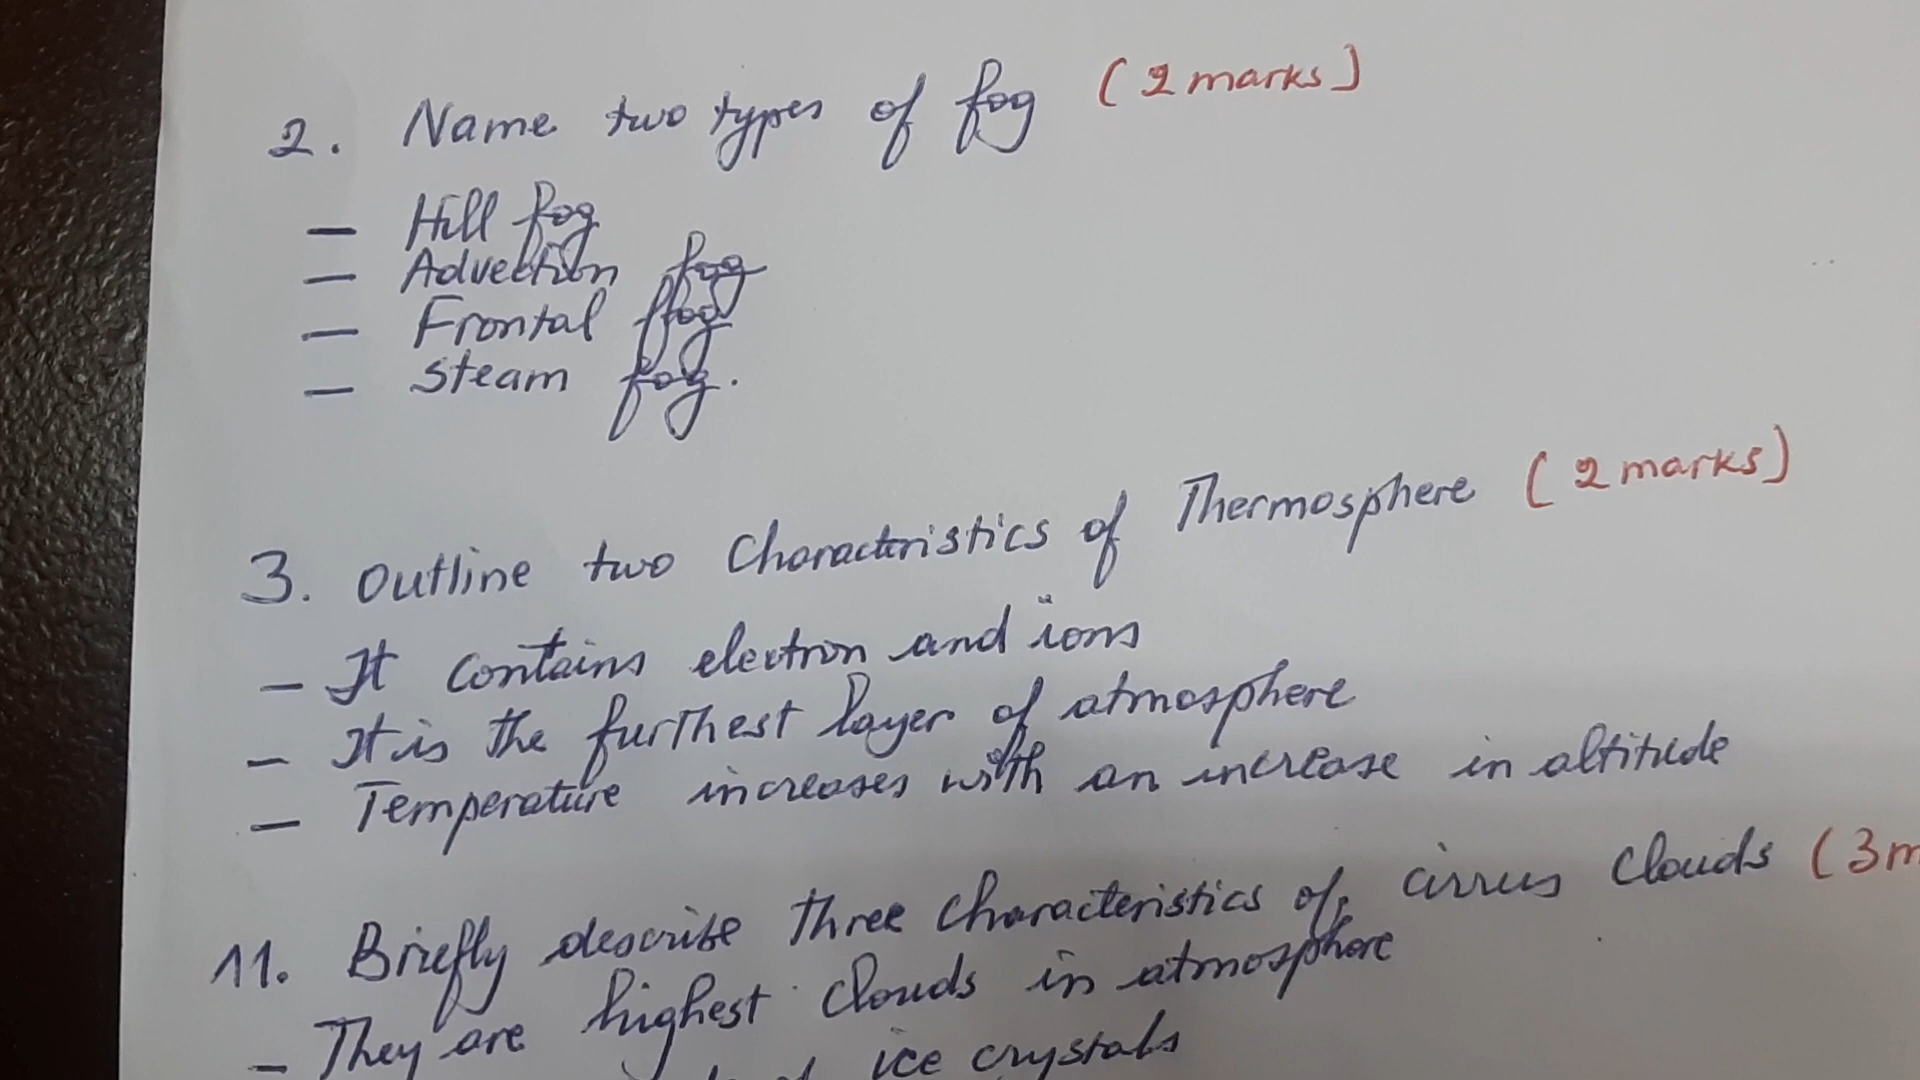 2. Name two types of fog (2 marks)
— Hill fog
— Advection fog
— Frontal ffog
— Steam fog.
3. Outline two Characteristics of Thermosphere (2 marks)
— It contains electron and ions
— It is the furthest layer of atmosphere
— Temperature increases with an increase in altitude
11. Briefly describe three Characteristics of cirrus Clouds (3m
— They are highest Clouds in atmosphere
ice crystals